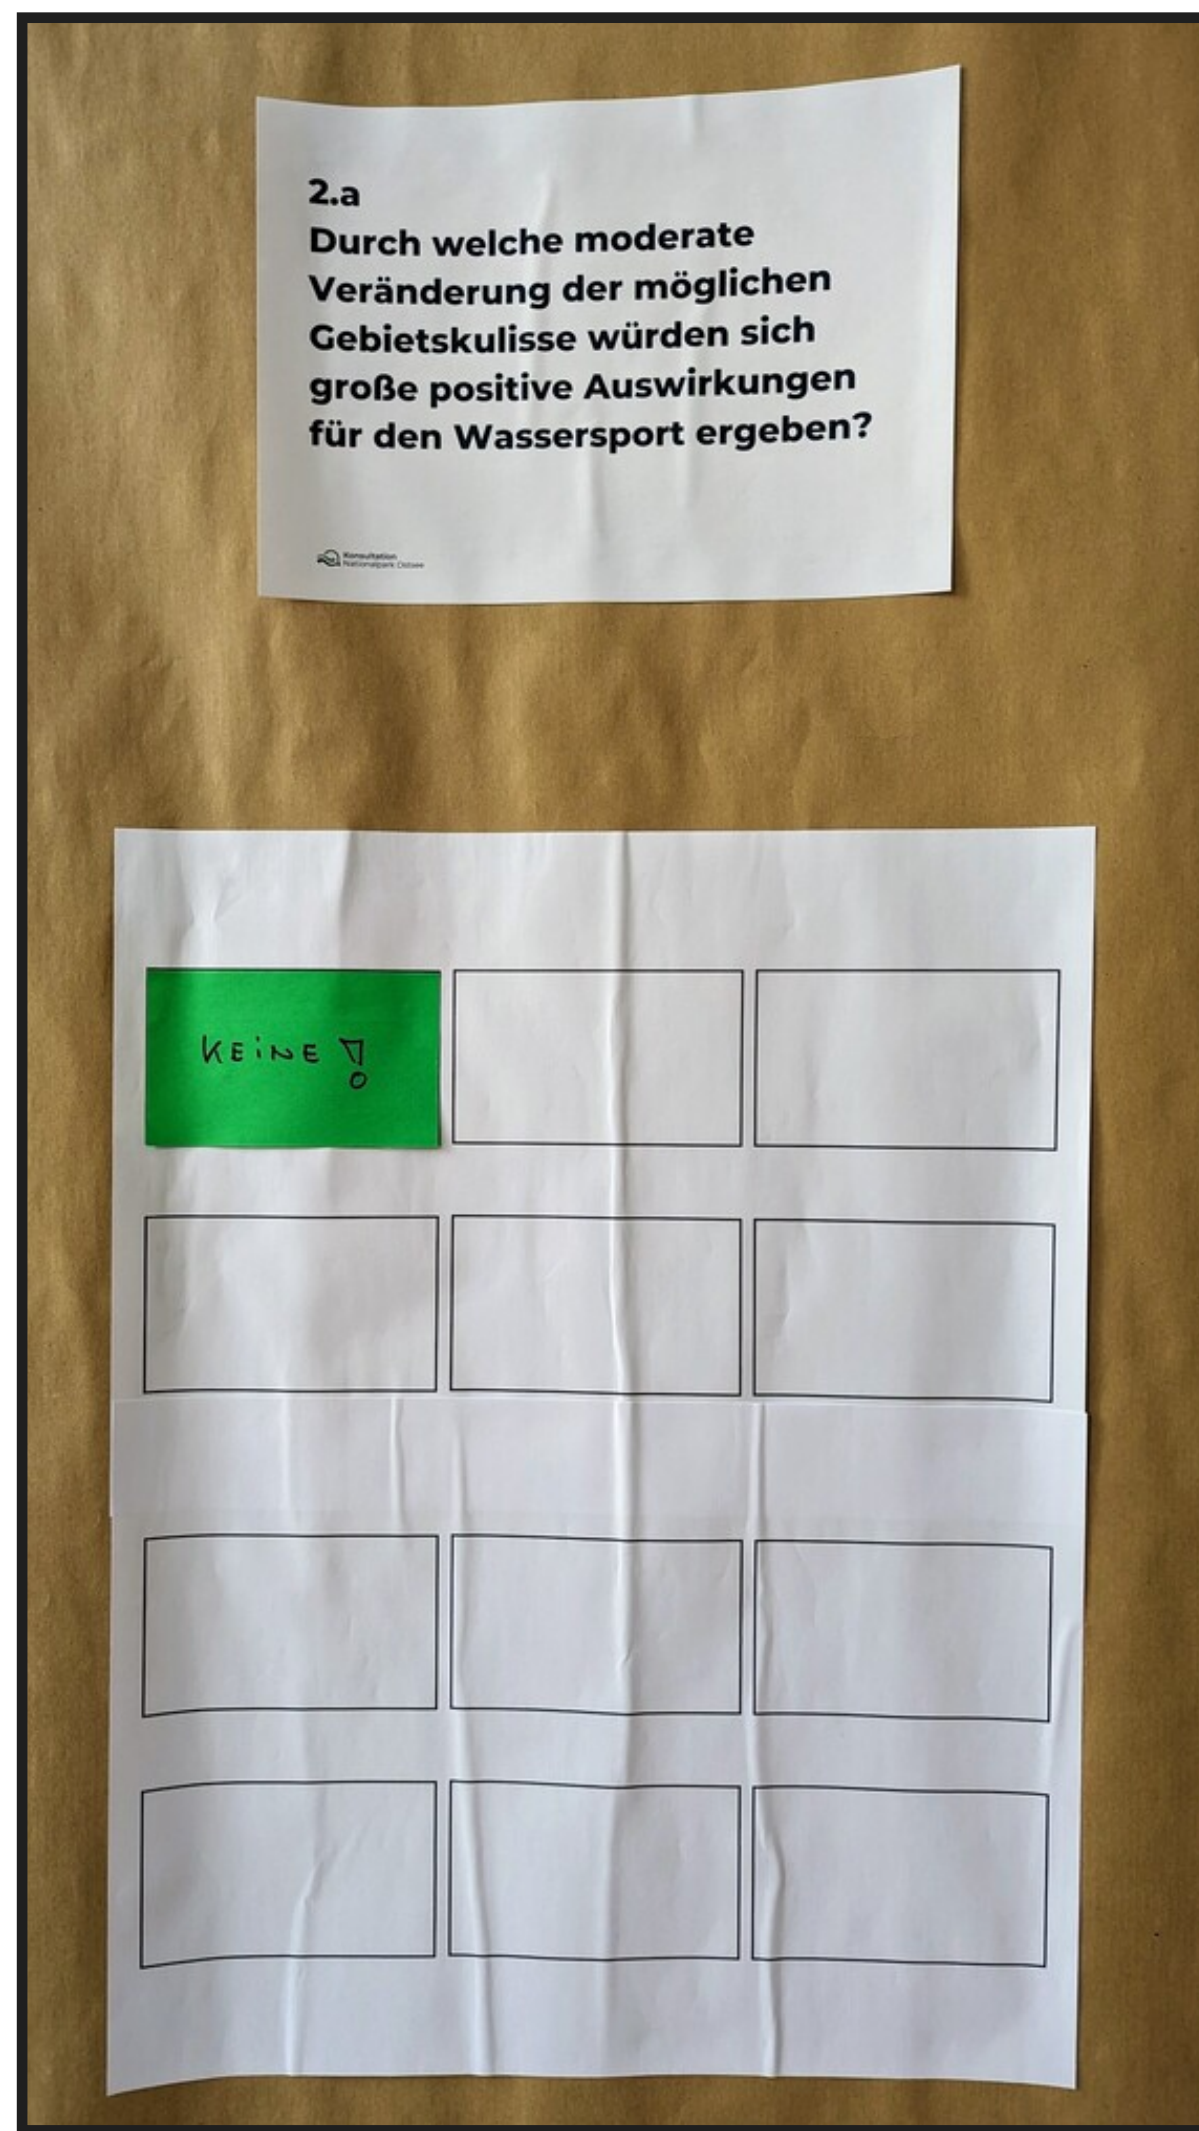 2.a
Durch welche moderate
Veränderung der möglichen
Gebietskulisse würden sich
große positive Auswirkungen
für den Wassersport ergeben?
Konsultation
Nationalpark Ostsee
KEiNE!